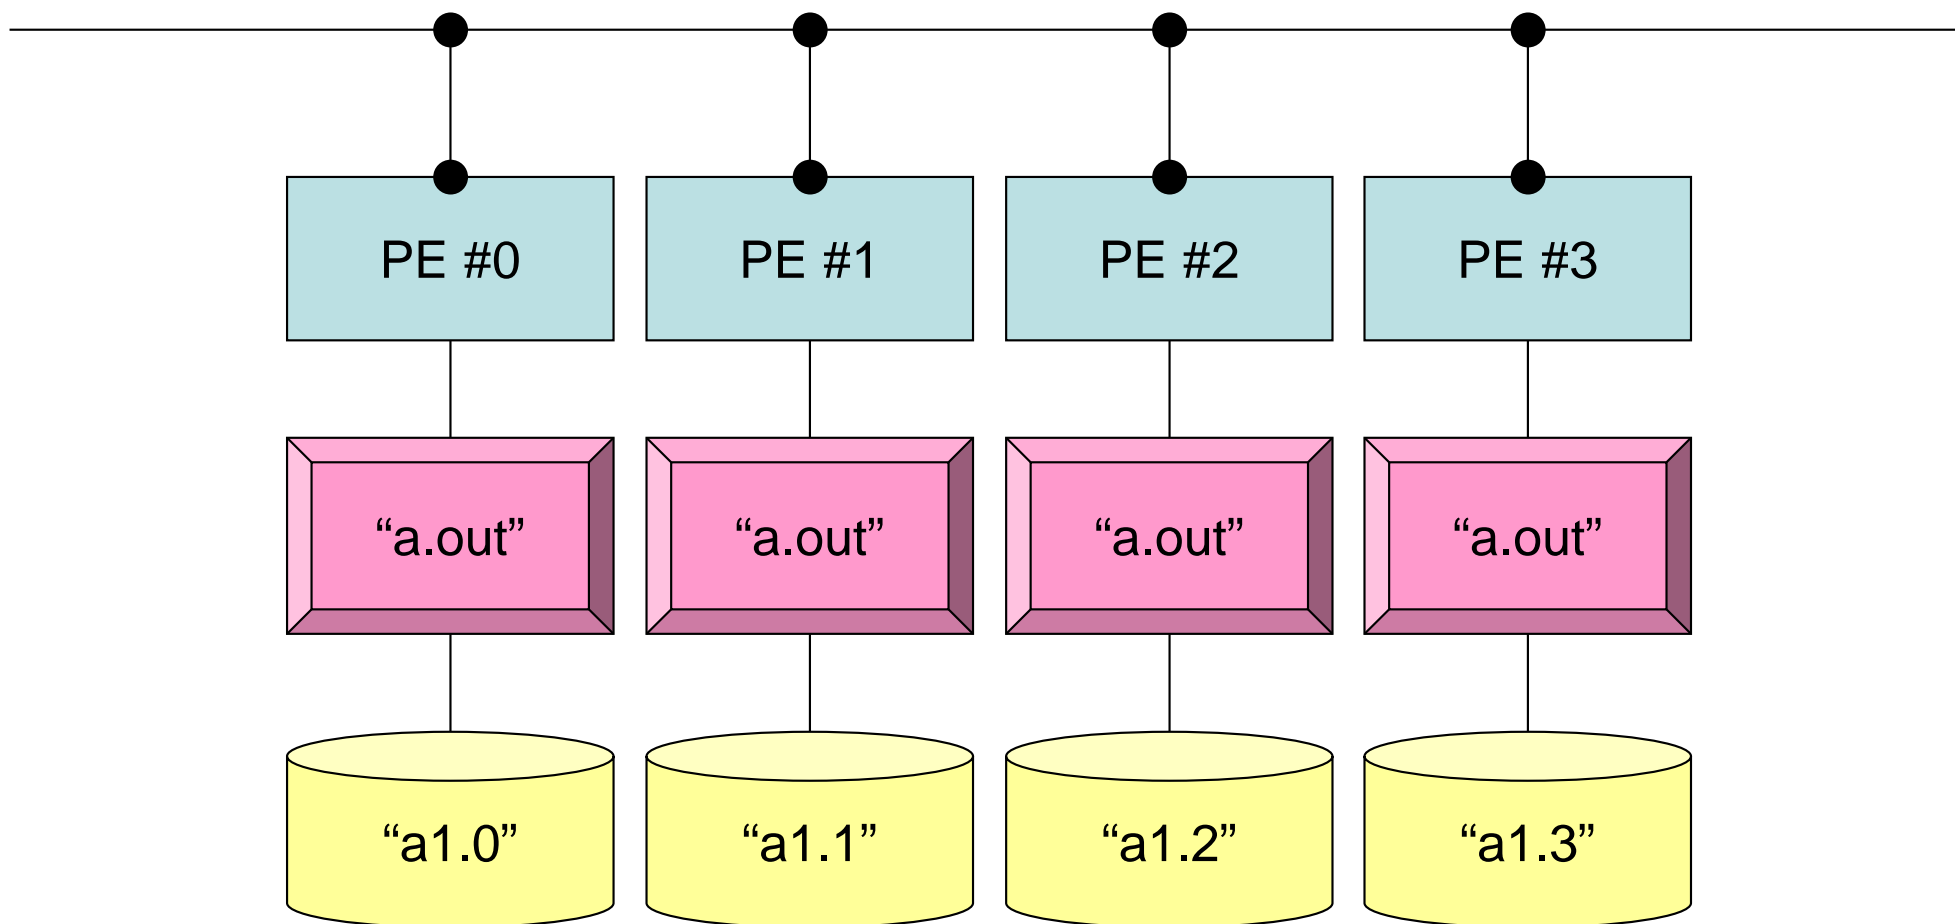 PE #0 PE #1 PE #2 PE #3
“a.out” “a.out” “a.out” “a.out”
“a1.0” “a1.1” “a1.2” “a1.3”